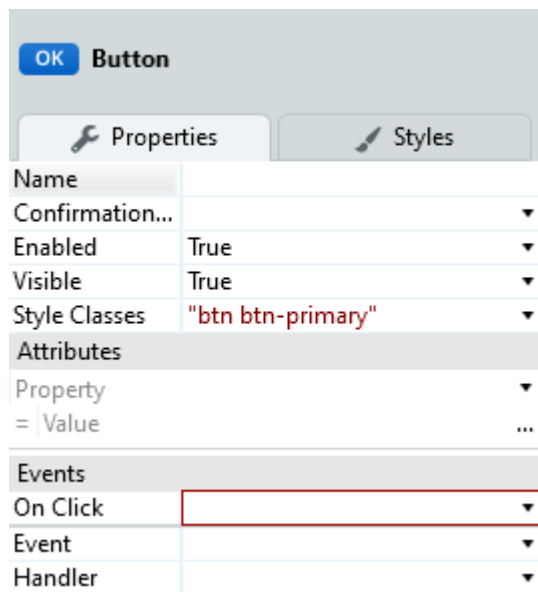 OK Button
Properties Styles
Name
Confirmation...
Enabled True
Visible True
Style Classes "btn btn-primary"
Attributes
Property
= Value ...
Events
On Click
Event
Handler